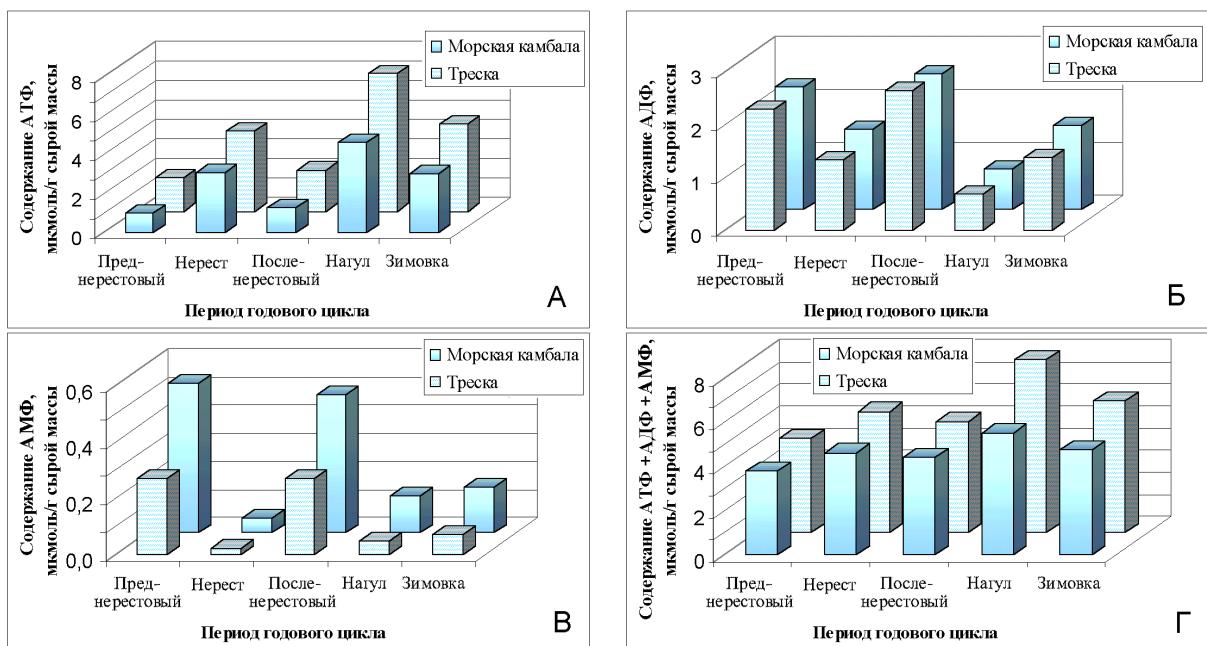 Содержание АТФ,
мкмоль/г сырой массы
8
6
4
2
0
Морская камбала
Треска
Пред-
нерестовый
Нерест
После-
нерестовый
Нагул
Зимовка
Период годового цикла
А
Содержание АДФ,
мкмоль/г сырой массы
3
2
1
0
Морская камбала
Треска
Пред-
нерестовый
Нерест
После-
нерестовый
Нагул
Зимовка
Период годового цикла
Б
Содержание АМФ,
мкмоль/г сырой массы
0,6
0,4
0,2
0,0
Морская камбала
Треска
Пред-
нерестовый
Нерест
После-
нерестовый
Нагул
Зимовка
Период годового цикла
В
Содержание АТФ +АДФ +АМФ,
мкмоль/г сырой массы
8
6
4
2
0
Морская камбала
Треска
Пред-
нерестовый
Нерест
После-
нерестовый
Нагул
Зимовка
Период годового цикла
Г